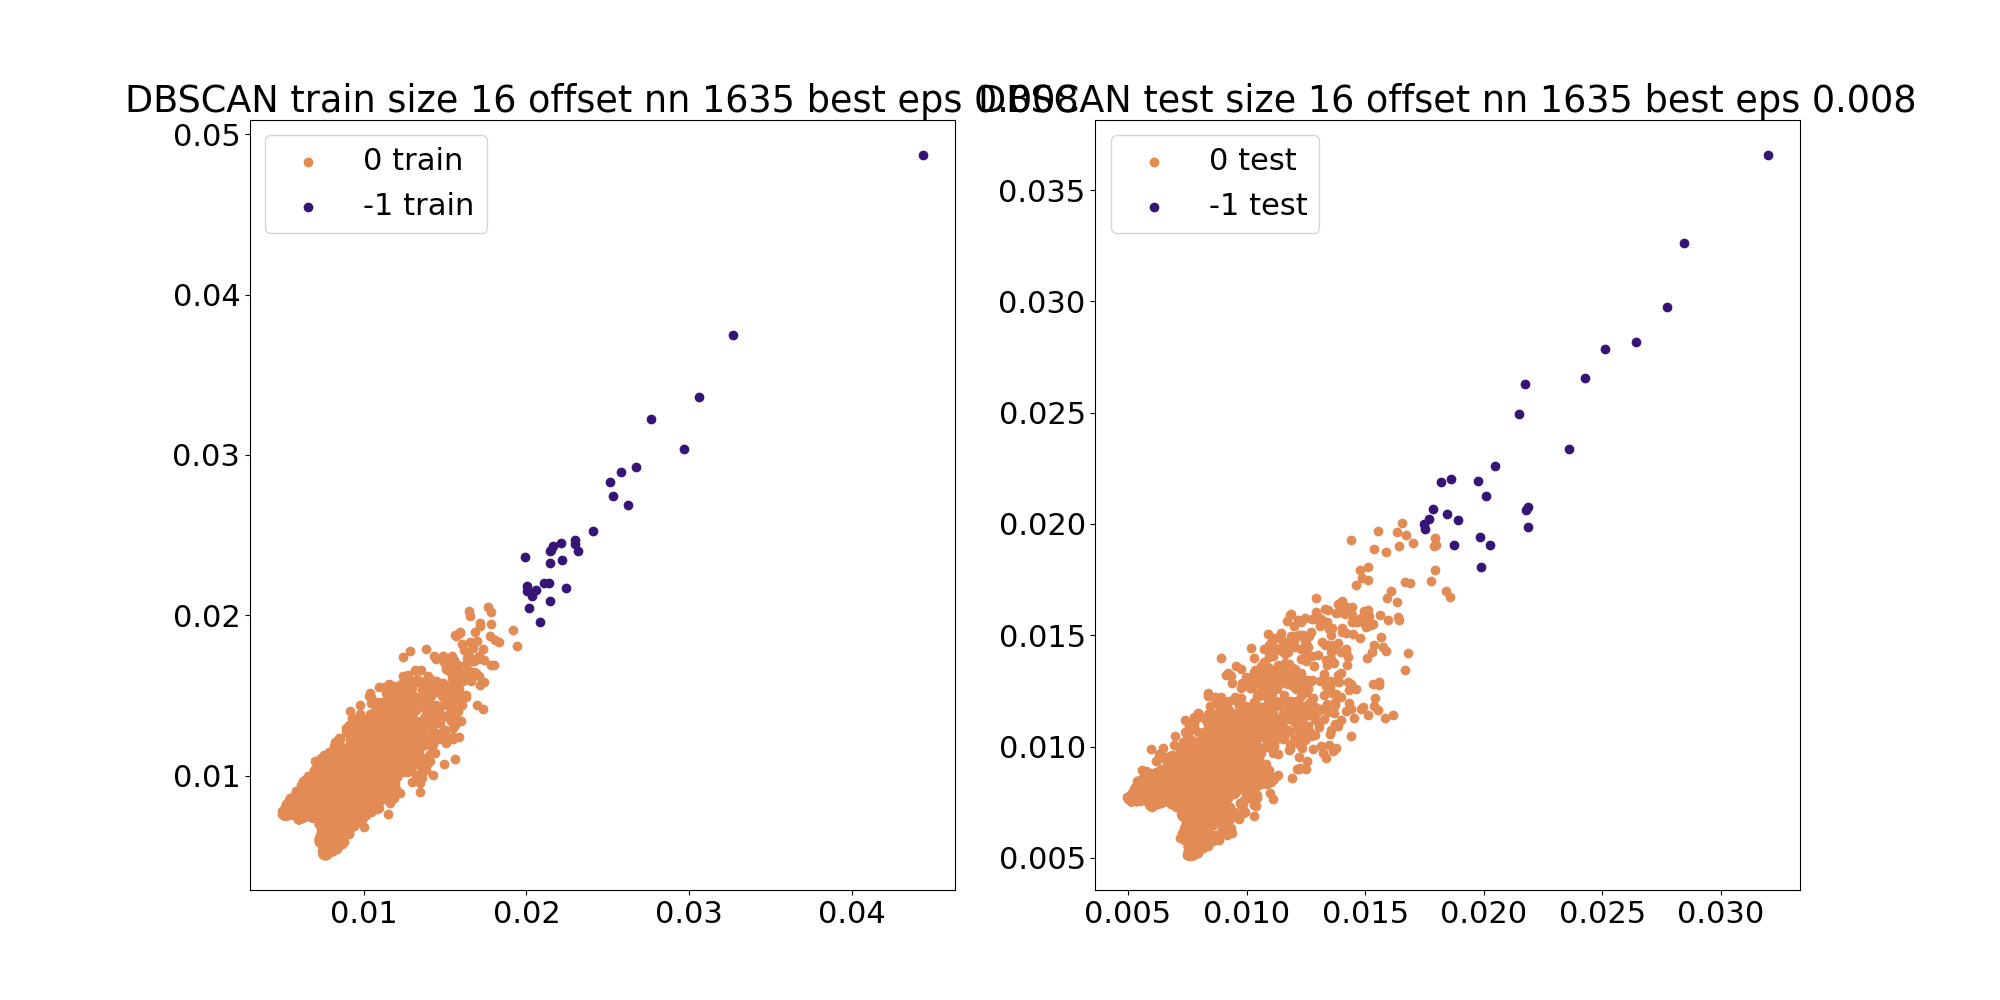 DBSCAN train size 16 offset nn 1635 best eps 0.008
DBSCAN test size 16 offset nn 1635 best eps 0.008
0 train
-1 train
0.05
0.04
0.03
0.02
0.01
0.01 0.02 0.03 0.04
0 test
-1 test
0.035
0.030
0.025
0.020
0.015
0.010
0.005
0.005 0.010 0.015 0.020 0.025 0.030